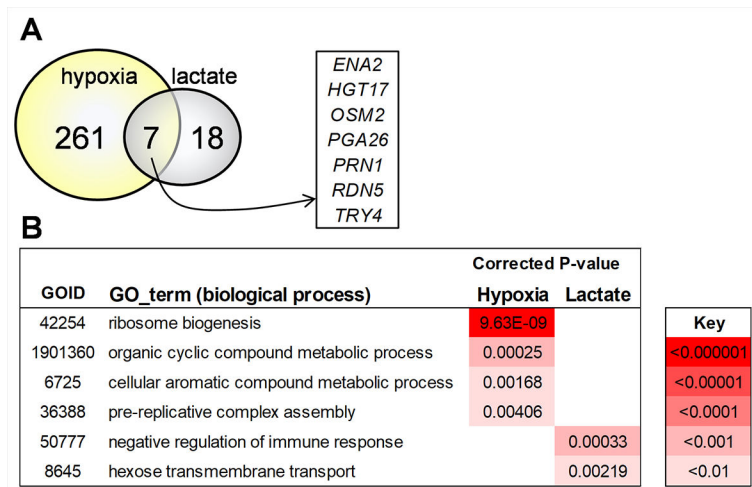 A
hypoxia lactate
261 7 18
ENA2
HGT17
OSM2
PGA26
PRN1
RDN5
TRY4
B
Corrected P-value
GOID GO_term (biological process) Hypoxia Lactate
42254 ribosome biogenesis 9.63E-09
1901360 organic cyclic compound metabolic process 0.00025
6725 cellular aromatic compound metabolic process 0.00168
36388 pre-replicative complex assembly 0.00406
50777 negative regulation of immune response 0.00033
8645 hexose transmembrane transport 0.00219
Key
<0.000001
<0.00001
<0.0001
<0.001
<0.01